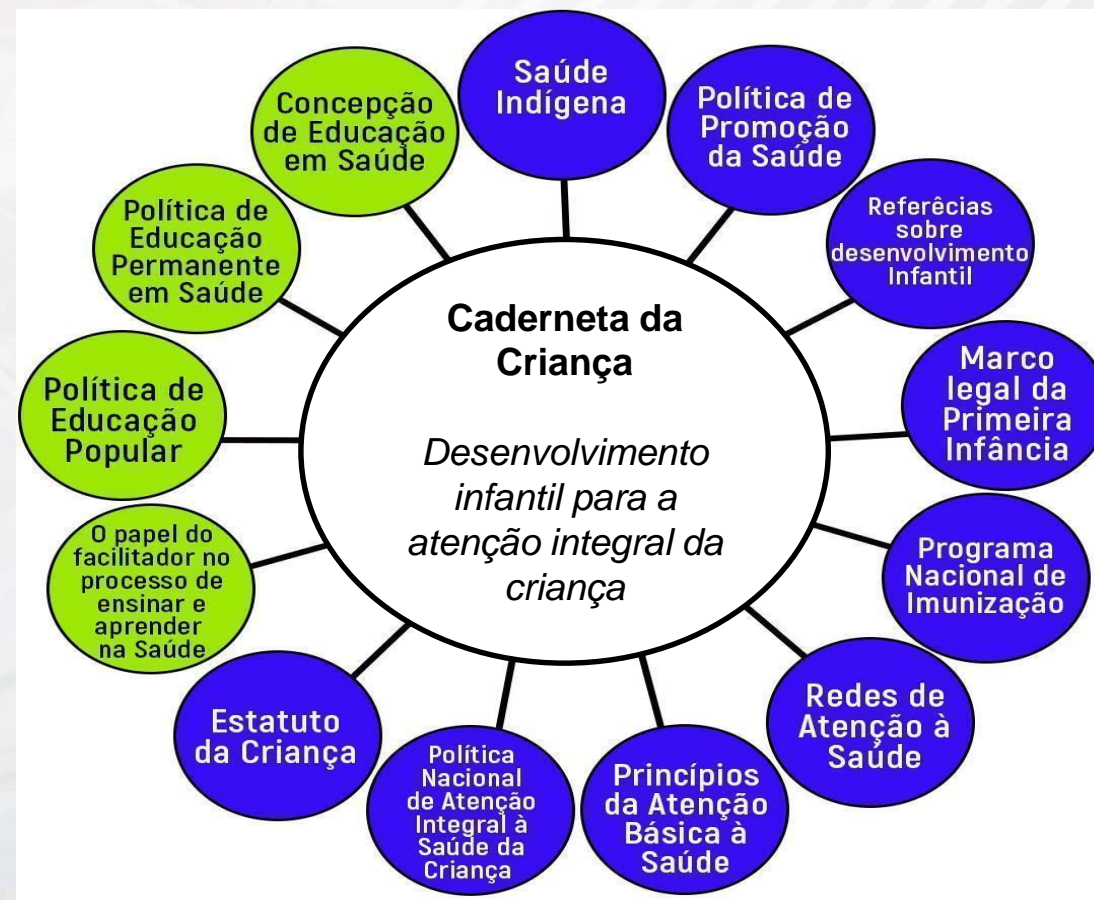 Caderneta da
Criança
Desenvolvimento
infantil para a
atenção integral da
criança
Saúde
Indígena
Política de
Promoção
da Saúde
Referêcias
sobre
desenvolvimento
Infantil
Marco
legal da
Primeira
Infância
Programa
Nacional de
Imunização
Redes de
Atenção à
Saúde
Princípios
da Atenção
Básica à
Saúde
Política
Nacional
de Atenção
Integral à
Saúde da
Criança
Estatuto
da Criança
O papel do
facilitador no
processo de
ensinar e
aprender
na Saúde
Política de
Educação
Popular
Política de
Educação
Permanente
em Saúde
Concepção
de Educação
em Saúde